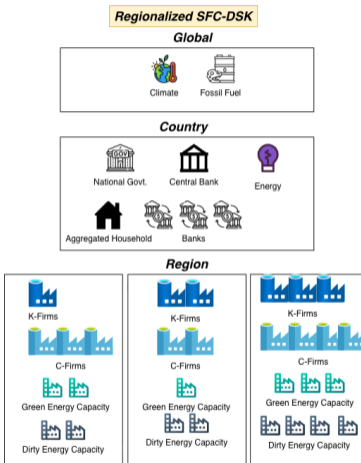 Regionalized SFC-DSK
Global
Climate
Fossil Fuel
Country
GOV
National Govt.
Central Bank
Energy
Aggregated Household
Banks
Region
K-Firms
C-Firms
Green Energy Capacity
Dirty Energy Capacity
K-Firms
C-Firms
Green Energy Capacity
Dirty Energy Capacity
K-Firms
C-Firms
Green Energy Capacity
Dirty Energy Capacity